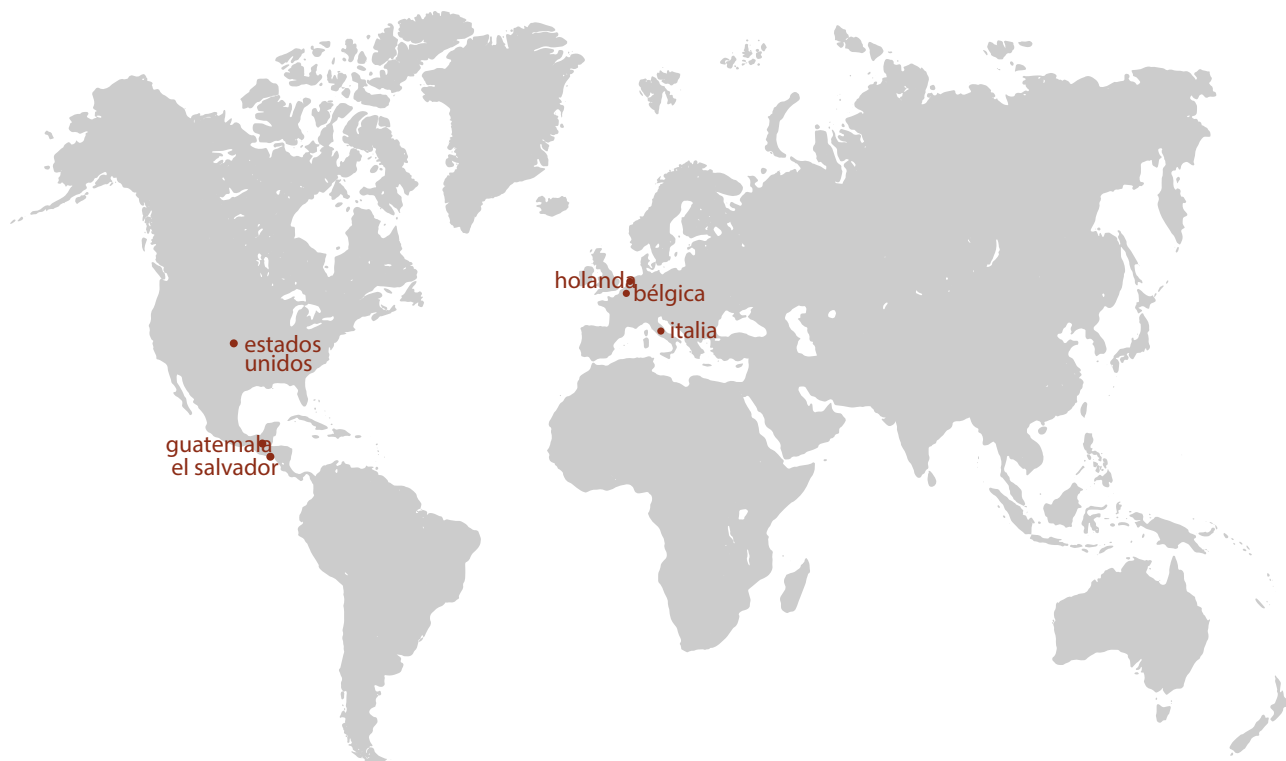 holanda
bélgica
italia
estados
unidos
guatemala
el salvador